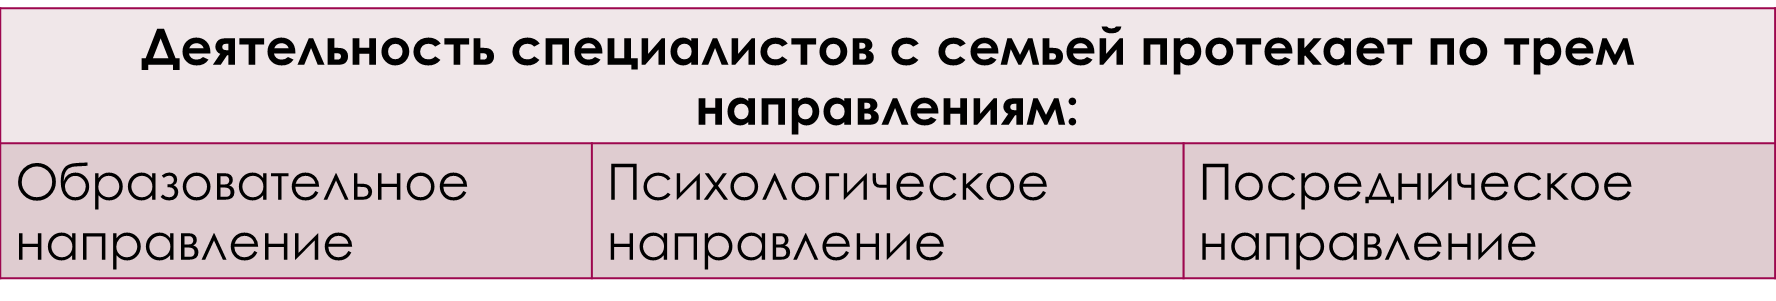 Деятельность специалистов с семьей протекает по трем
направлениям:
Образовательное
направление
Психологическое
направление
Посредническое
направление